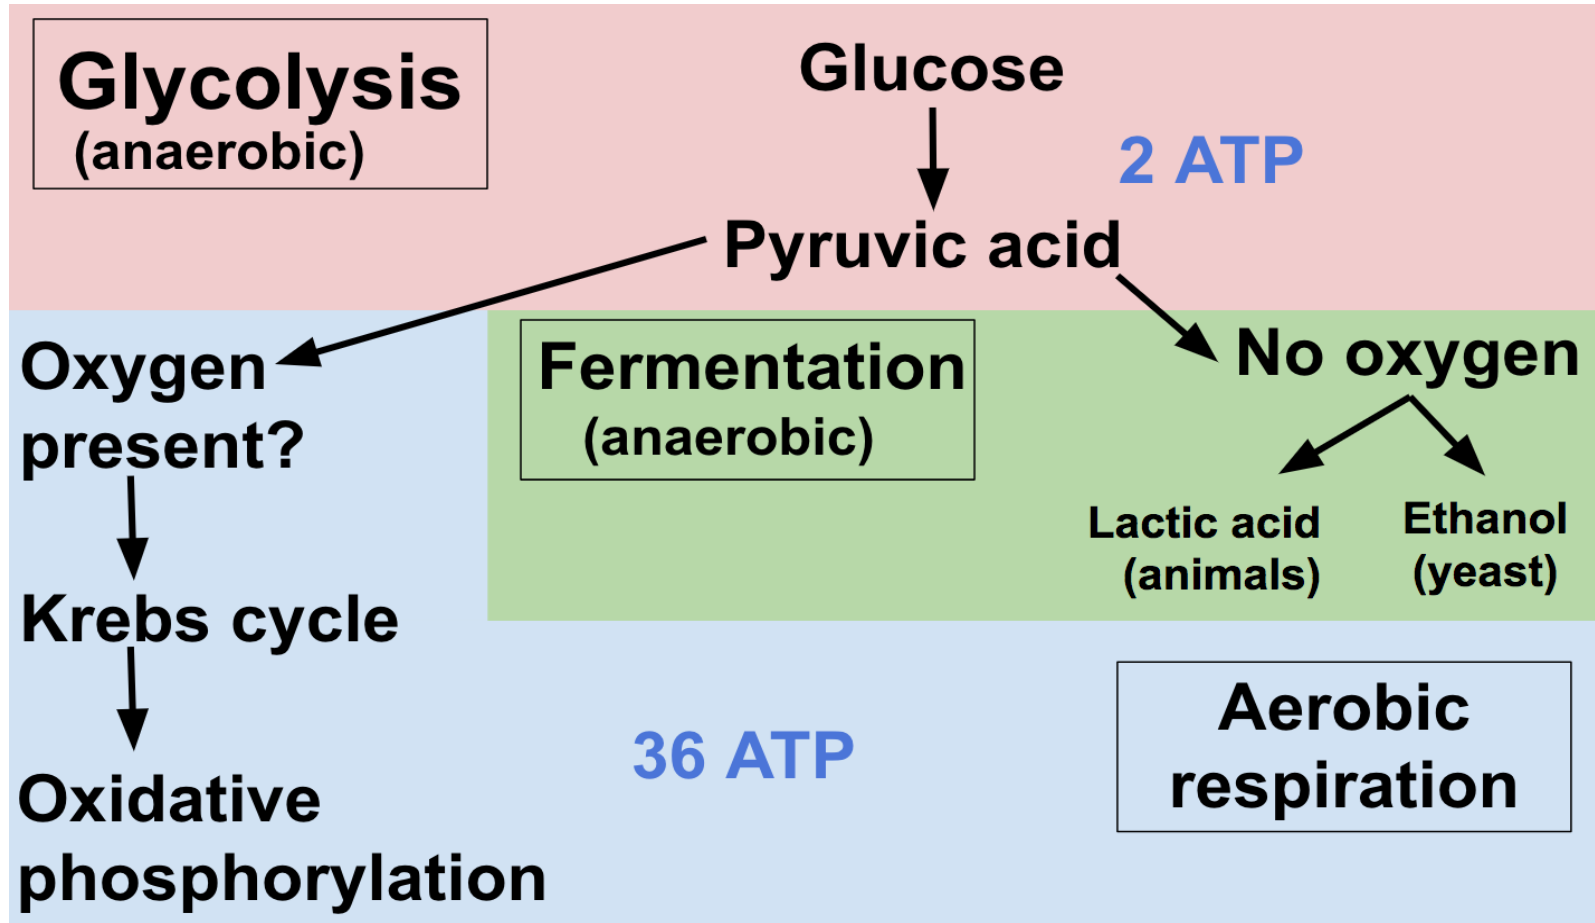 Glycolysis
(anaerobic)
Glucose
2 ATP
Pyruvic acid
Oxygen
present?
Fermentation
(anaerobic)
No oxygen
Lactic acid
(animals)
Ethanol
(yeast)
Krebs cycle
36 ATP
Aerobic
respiration
Oxidative
phosphorylation